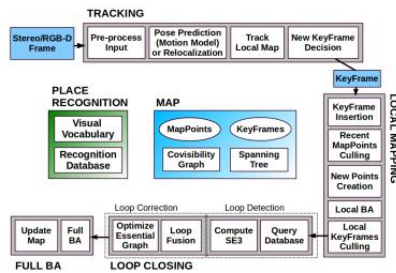 TRACKING
Stereo/RGB-D
Frame
Pre-process
Input
Pose Prediction
(Motion Model)
or Relocalization
Track
Local Map
New KeyFrame
Decision
KeyFrame
PLACE
RECOGNITION
Visual
Vocabulary
Recognition
Database
MAP
MapPoints
KeyFrames
Covisibility
Graph
Spanning
Tree
LOCAL MAPPING
KeyFrame
Insertion
Recent
MapPoints
Culling
New Points
Creation
Local BA
Local
KeyFrames
Culling
Loop Correction
Loop Detection
Optimize
Essential
Graph
Loop
Fusion
Compute
SE3
Query
Database
Update
Map
Full
BA
FULL BA
LOOP CLOSING